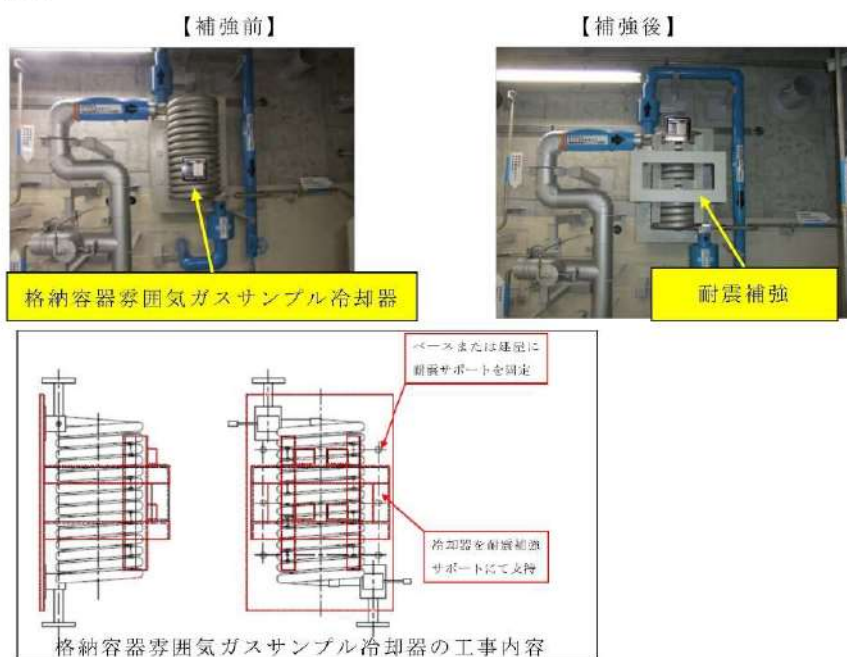 【補強前】
【補強後】
格納容器雰囲気ガスサンプル冷却器
耐震補強
ベースまたは建屋に
耐震サポートを固定
冷却器を耐震補強
サポートにて支持
格納容器雰囲気ガスサンプル冷却器の工事内容